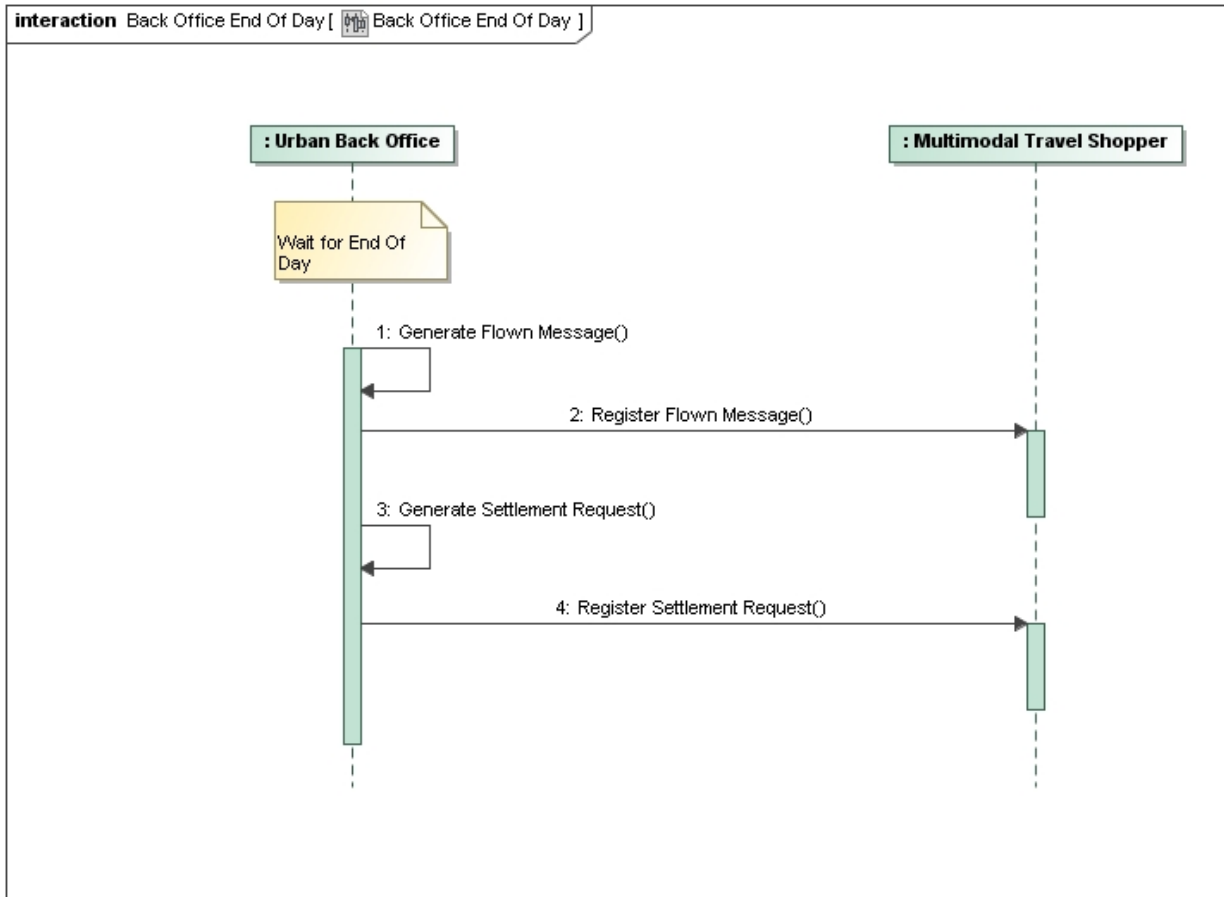 interaction Back Office End Of Day [ Back Office End Of Day ]
: Urban Back Office
: Multimodal Travel Shopper
Wait for End Of
Day
1: Generate Flown Message()
2: Register Flown Message()
3: Generate Settlement Request()
4: Register Settlement Request()